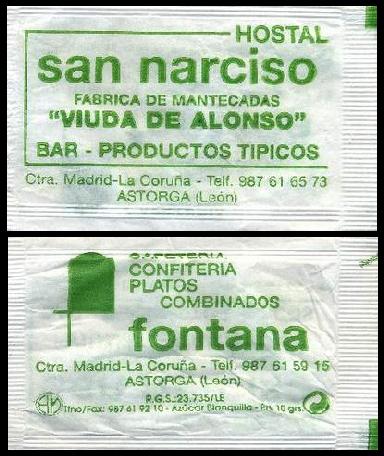 HOSTAL
san narciso
FABRICA DE MANTECADAS
"VIUDA DE ALONSO"
BAR - PRODUCTOS TIPICOS
Ctra. Madrid-La Coruña - Telf. 987 61 65 73
ASTORGA (León)
CAFETERIA
CONFITERIA
PLATOS
COMBINADOS
fontana
Ctra. Madrid-La Coruña - Telf. 987 61 59 15
ASTORGA (León)
R.G.S.:23.735/LE
Tfno/Fax: 987 61 92 10 - Azúcar Blanquilla - 10 grs.